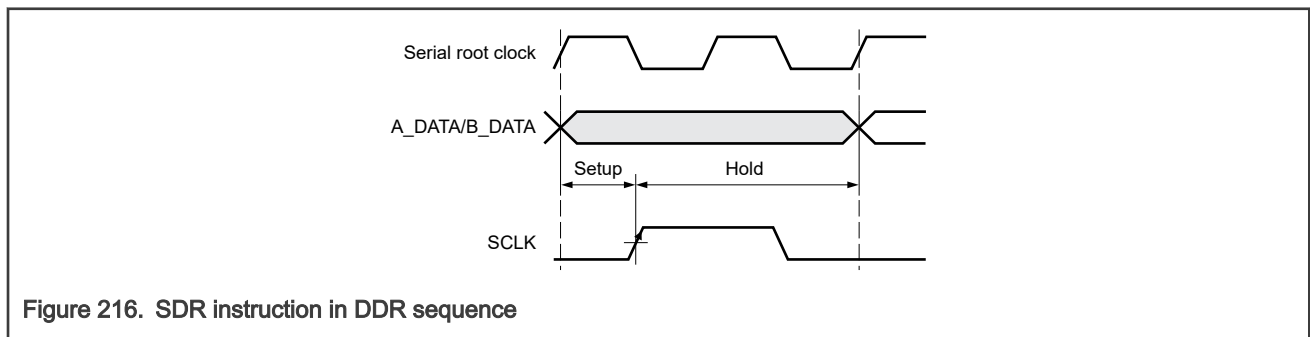 Serial root clock
A_DATA/B_DATA
Setup
Hold
SCLK
Figure 216. SDR instruction in DDR sequence